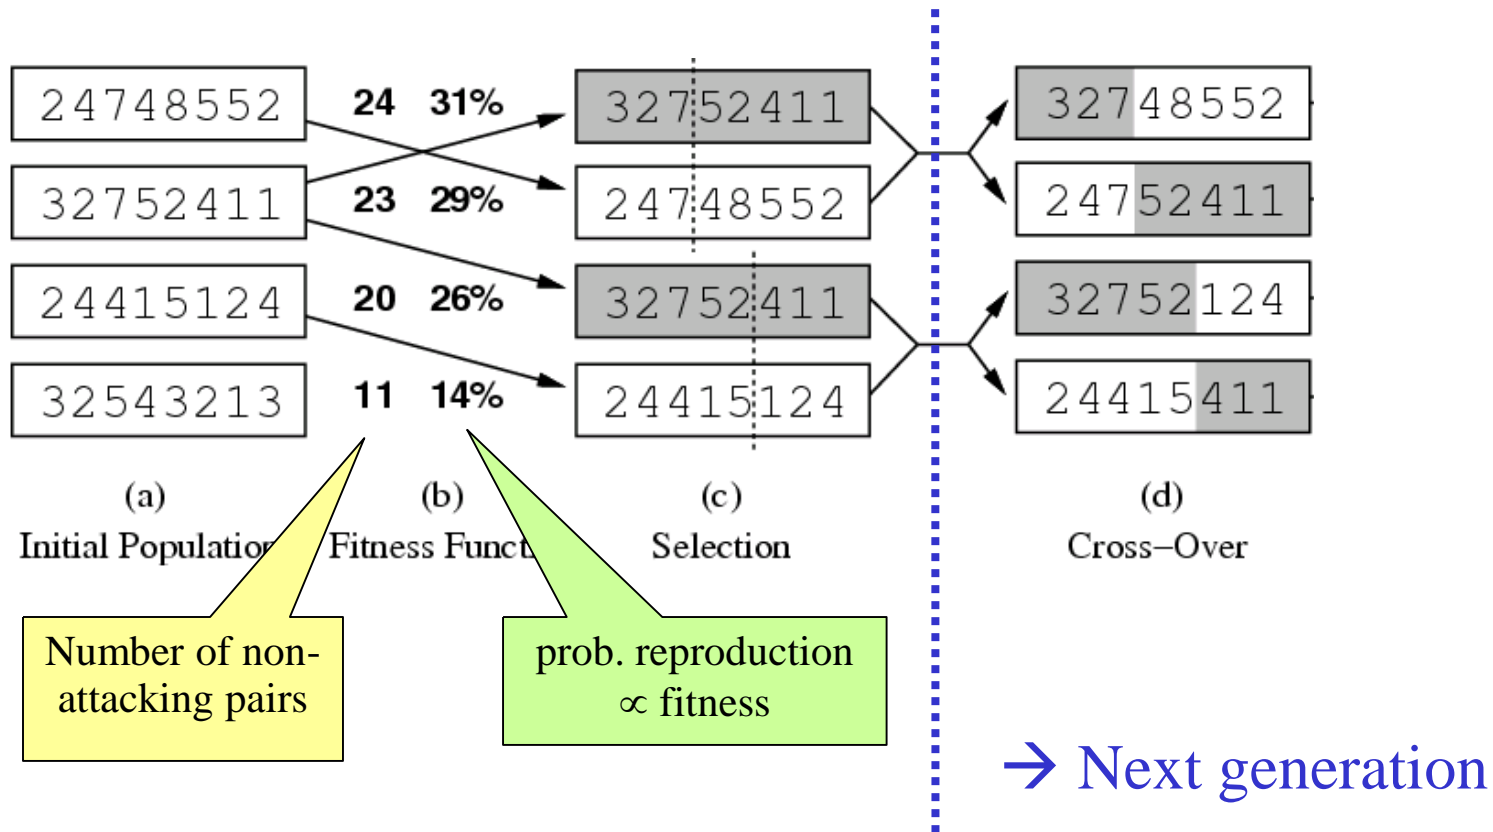 24748552 24 31% 32752411 32748552
32752411 23 29% 24748552 24752411
24415124 20 26% 32752411 32752124
32543213 11 14% 24415124 24415411
(a) (b) (c) (d)
Initial Population Fitness Funct Selection Cross–Over
Number of non-
attacking pairs
prob. reproduction
∝ fitness
→ Next generation